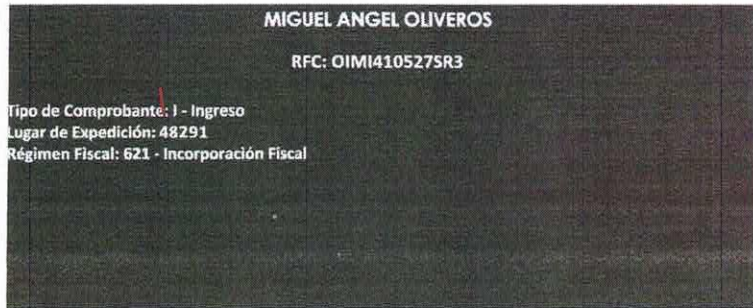 MIGUEL ANGEL OLIVEROS
RFC: OIMI410527SR3
Tipo de Comprobante: I - Ingreso
Lugar de Expedición: 48291
Régimen Fiscal: 621 - Incorporación Fiscal